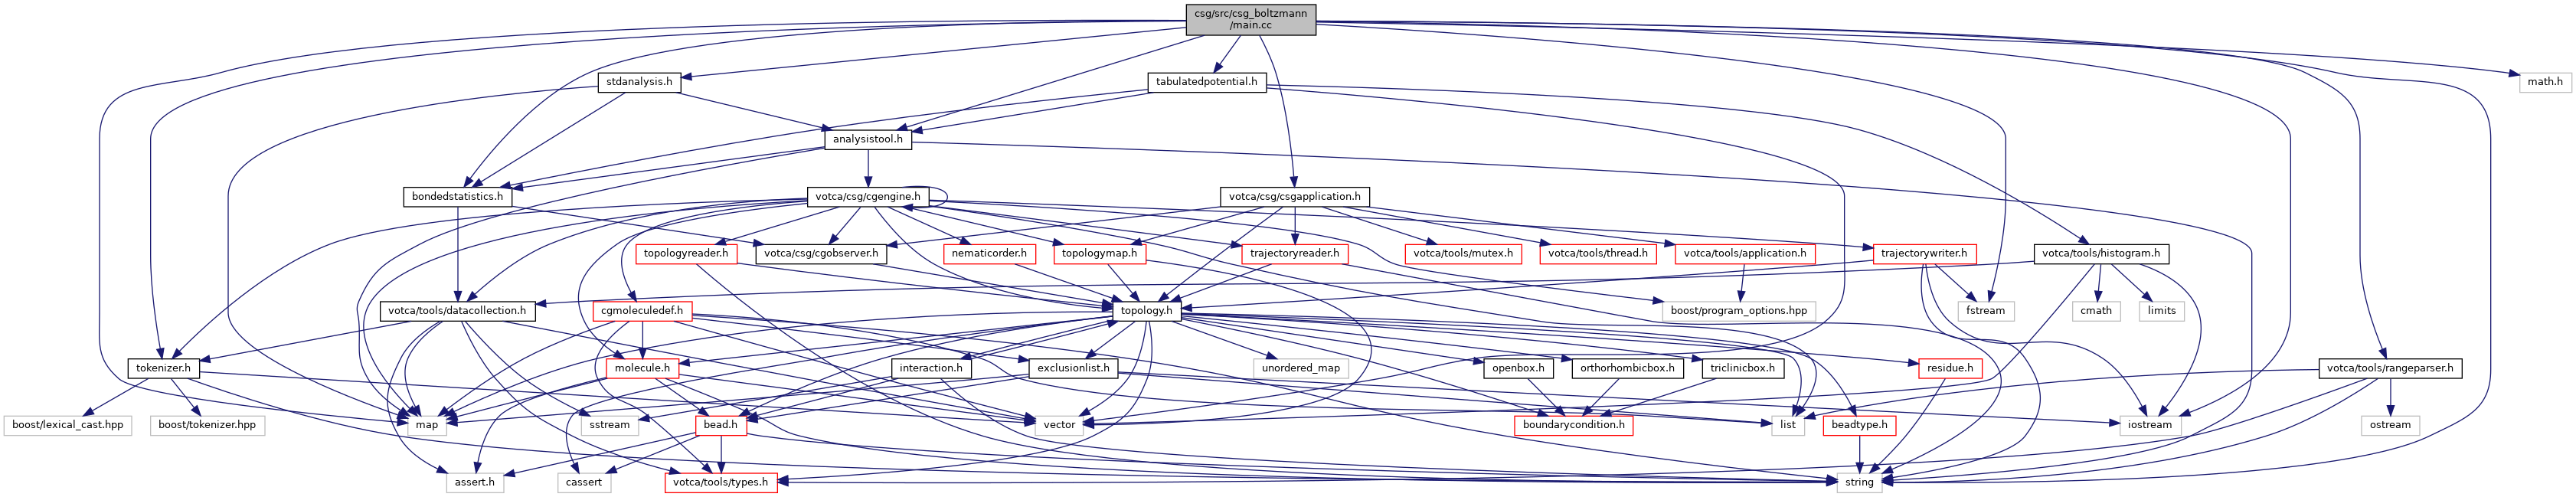 csg/src/csg_boltzmann
/main.cc
stdanalysis.h
tabulatedpotential.h
math.h
analysistool.h
bondedstatistics.h
votca/csg/cgengine.h
votca/csg/csgapplication.h
topologyreader.h
votca/csg/cgobserver.h
nematicorder.h
topologymap.h
trajectoryreader.h
votca/tools/mutex.h
votca/tools/thread.h
votca/tools/application.h
trajectorywriter.h
votca/tools/histogram.h
votca/tools/datacollection.h
cgmoleculedef.h
topology.h
boost/program_options.hpp
fstream
cmath
limits
tokenizer.h
molecule.h
interaction.h
exclusionlist.h
unordered_map
openbox.h
orthorhombicbox.h
triclinicbox.h
residue.h
votca/tools/rangeparser.h
boost/lexical_cast.hpp
boost/tokenizer.hpp
map
sstream
bead.h
vector
boundarycondition.h
list
beadtype.h
iostream
ostream
assert.h
cassert
votca/tools/types.h
string